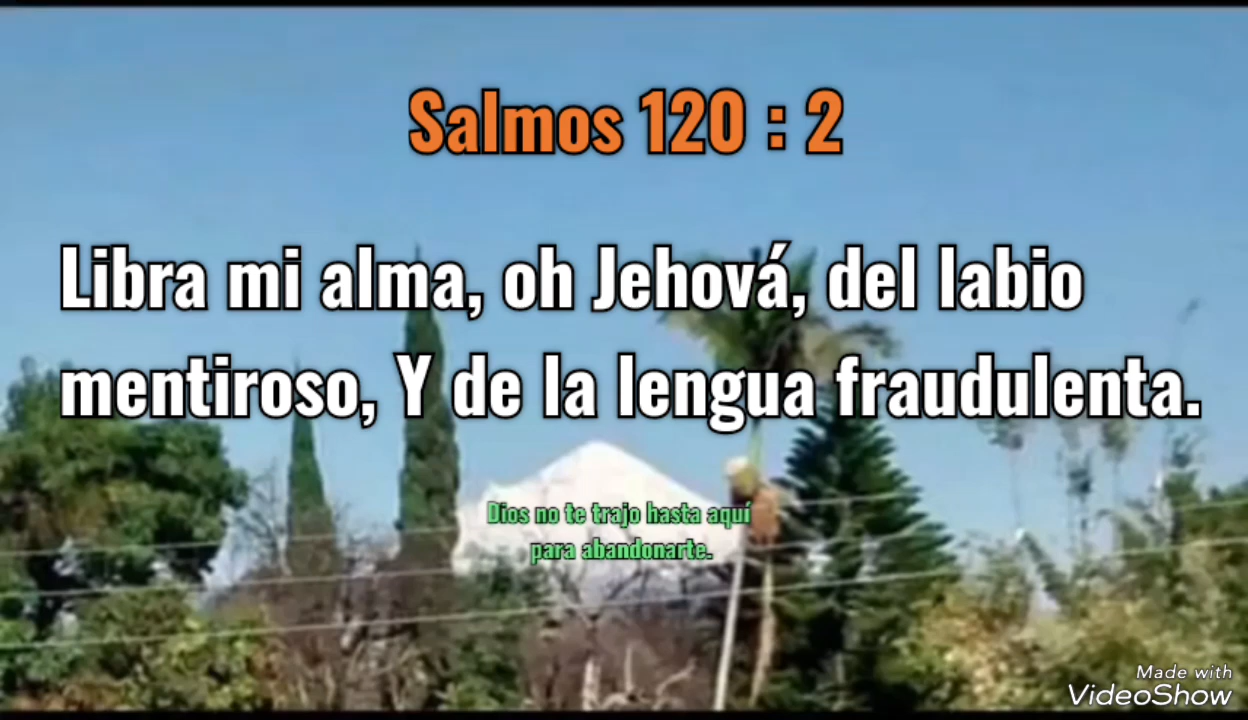 Salmos 120 : 2
Libra mi alma, oh Jehová, del labio
mentiroso, Y de la lengua fraudulenta.
Dios no te trajo hasta aquí
para abandonarte.
Made with
VideoShow